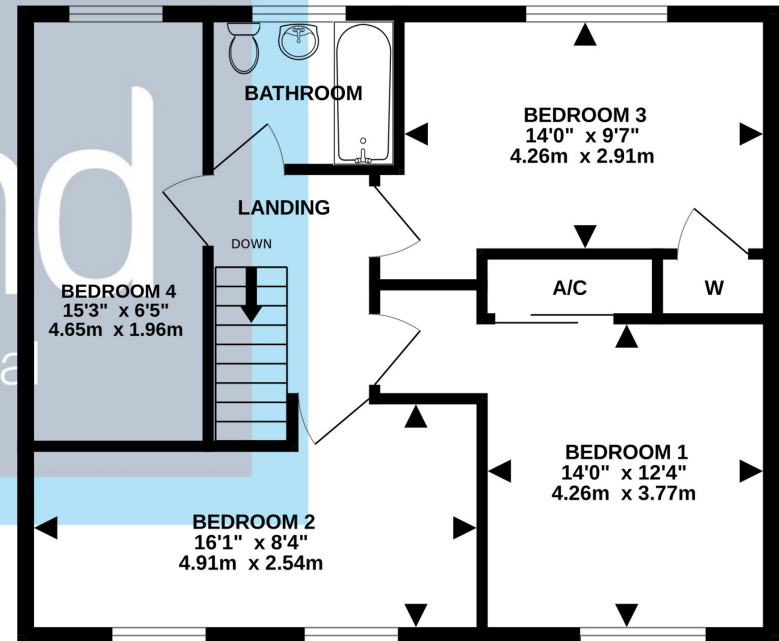 BATHROOM
BEDROOM 3
14'0" x 9'7"
4.26m x 2.91m
LANDING
DOWN
nd
al
BEDROOM 4
15'3" x 6'5"
4.65m x 1.96m
A/C
W
BEDROOM 1
14'0" x 12'4"
4.26m x 3.77m
BEDROOM 2
16'1" x 8'4"
4.91m x 2.54m